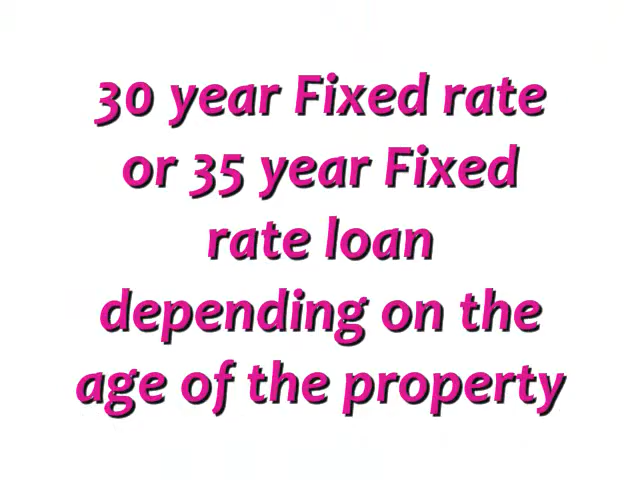 30 year Fixed rate
or 35 year Fixed
rate loan
depending on the
age of the property